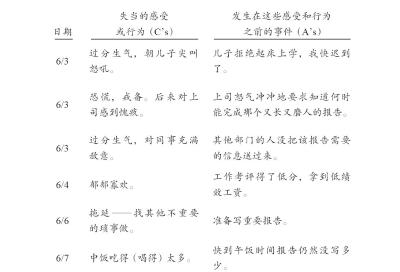 失当的感受 发生在这些感受和行为
日期 或行为（C's） 之前的事件（A's）
6/3 过分生气，朝儿子尖叫 儿子拒绝起床上学，我快迟到
怒吼。 了。
6/3 恐慌，戒备。后来对上 上司怒气冲冲地要求知道何时
司感到愧疚。 能完成那个又长又磨人的报告。
6/3 过分生气，对同事充满 其他部门的人没把该报告需要
敌意。 的信息送过来。
6/4 郁郁寡欢。 工作考评得了低分，拿到低绩
效工资。
6/6 拖延——找其他不重要 准备写重要报告。
的琐事做。
6/7 中饭吃得（喝得）太多。 快到午饭时间报告仍然没写多
少。